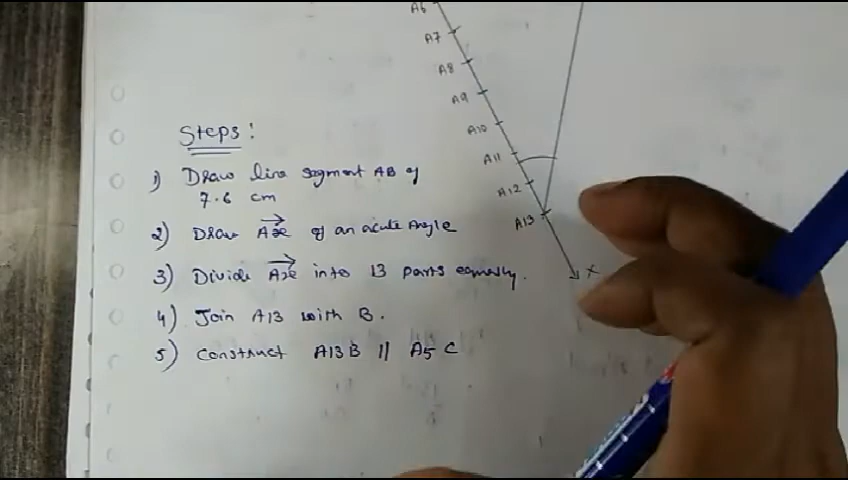 A6
A7
A8
A9
A10
A11
A12
A13
X
Steps:
1) Draw line segment AB of
7.6 cm
2) Draw Ax of an acute Angle
3) Divide Ax into 13 parts equally.
4) Join A13 with B.
5) Construct A13B || A5C